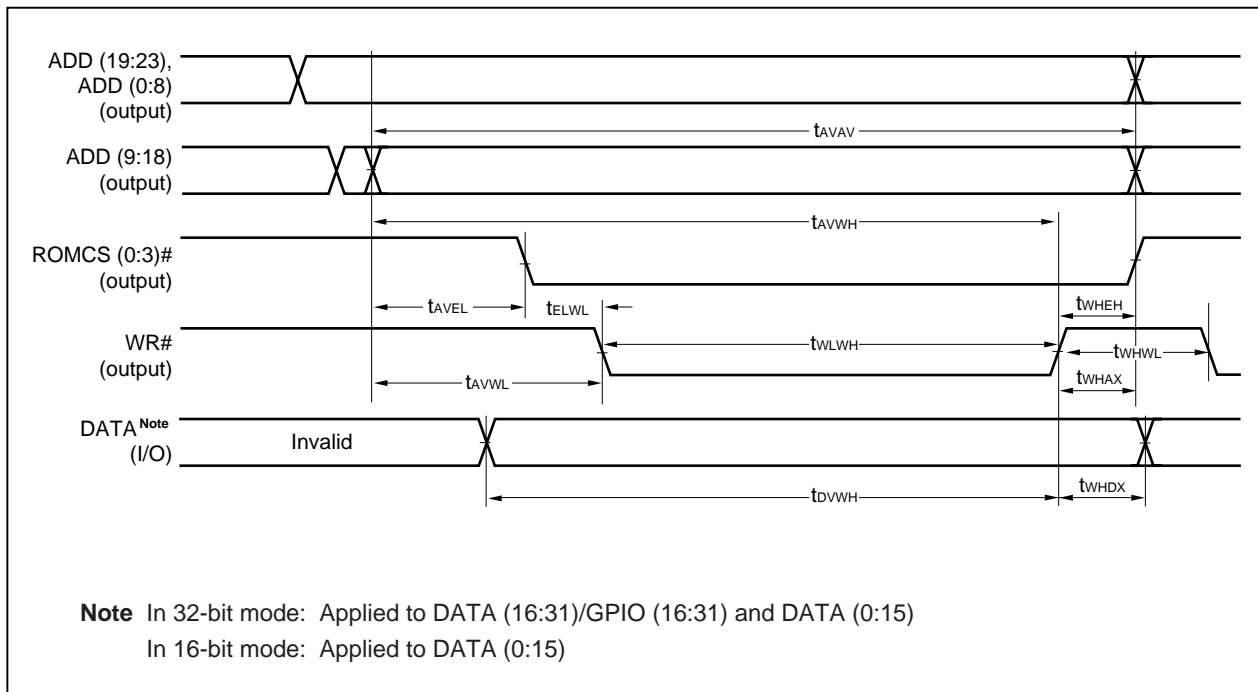 ADD (19:23),
ADD (0:8)
(output)
tAVAV
ADD (9:18)
(output)
tAVWH
ROMCS (0:3)#
(output)
tAVEL
tELWL
tWHEH
WR#
(output)
tWLWH
tWHWL
tAVWL
tWHAX
DATA Note
(I/O)
Invalid
tDVWH
tWHDX
Note In 32-bit mode: Applied to DATA (16:31)/GPIO (16:31) and DATA (0:15)
In 16-bit mode: Applied to DATA (0:15)